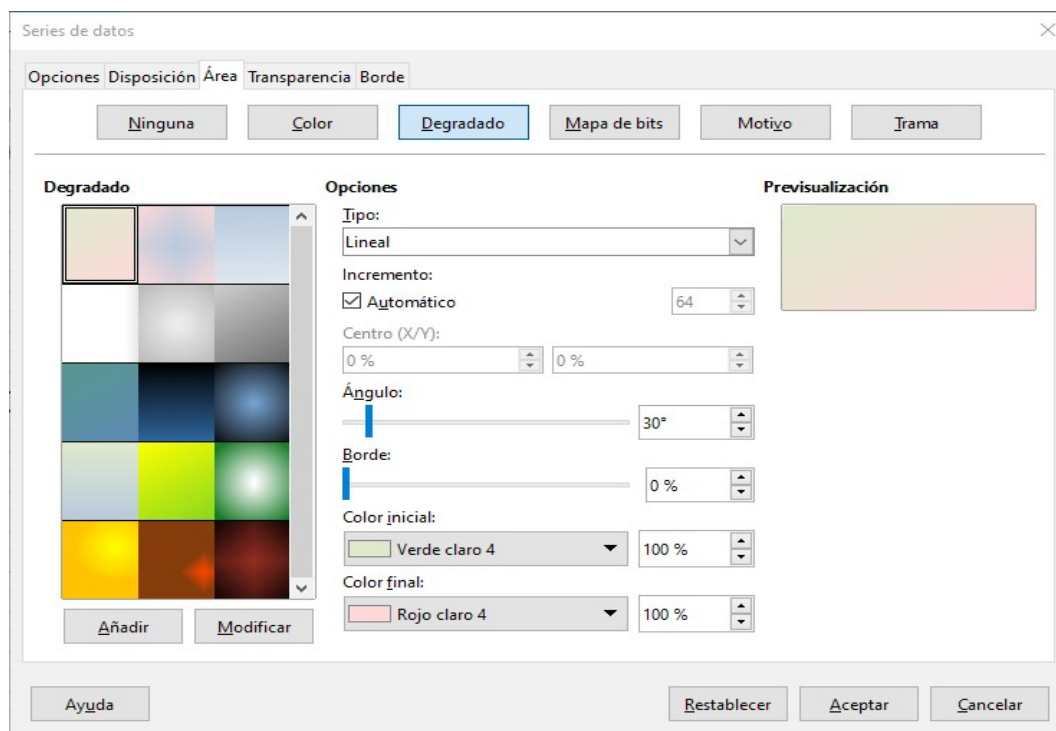 Series de datos
Opciones Disposición Área Transparencia Borde
Ninguna Color Degradado Mapa de bits Motivo Trama
Degradado
Opciones
Previsualización
Tipo:
Lineal
Incremento:
Automático 64
Centro (X/Y):
0 % 0 %
Ángulo:
30°
Borde:
0 %
Color inicial:
Verde claro 4 100 %
Color final:
Rojo claro 4 100 %
Añadir Modificar
Ayuda Restablecer Aceptar Cancelar